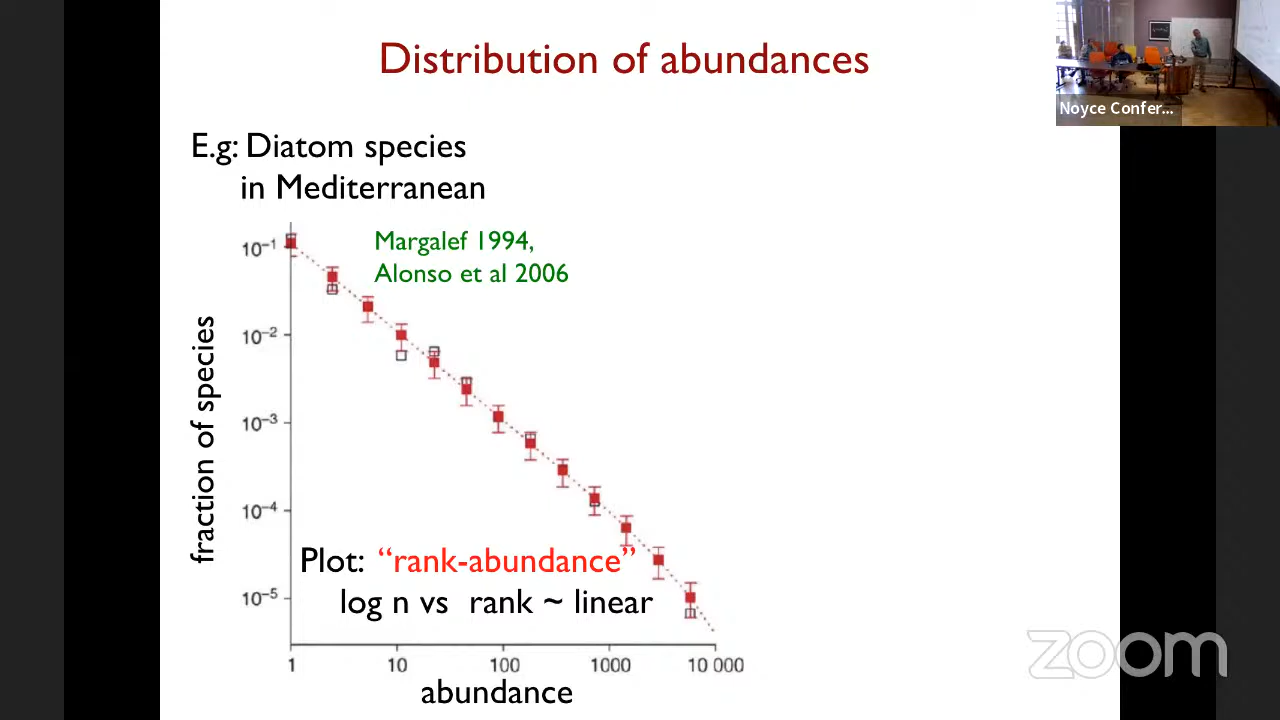 Distribution of abundances
Noyce Confer...
E.g: Diatom species
in Mediterranean
Margalef 1994,
Alonso et al 2006
fraction of species
10⁻¹
10⁻²
10⁻³
10⁻⁴
10⁻⁵
Plot: “rank-abundance”
log n vs rank ~ linear
1 10 100 1000 10 000
abundance
zoom